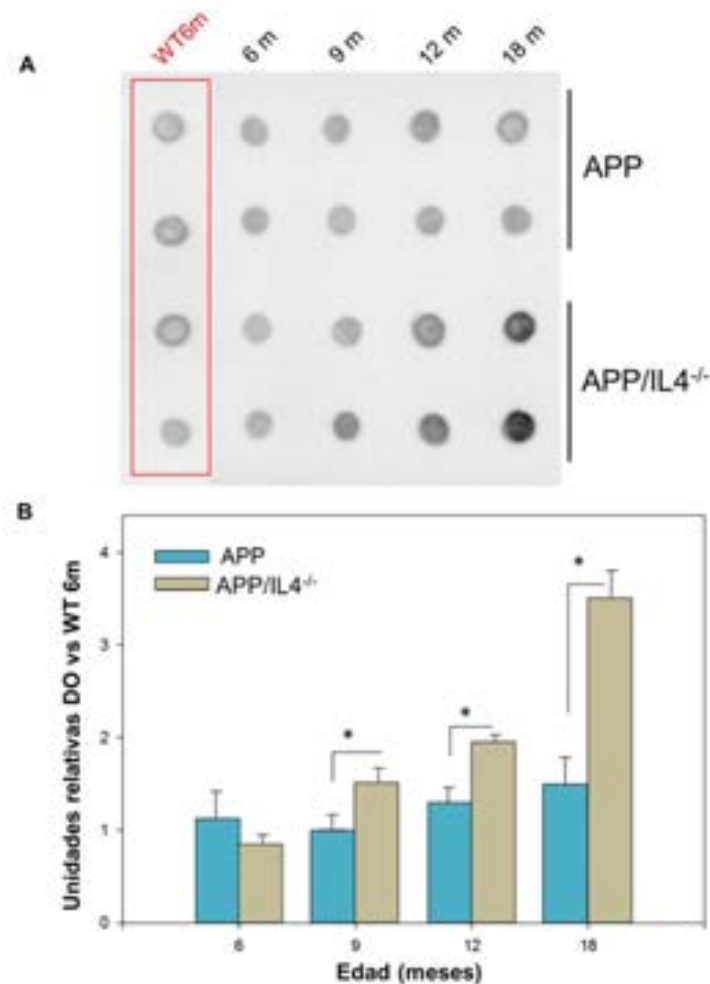 A
WT6m 6 m 9 m 12 m 18 m
APP
APP/IL4-/-
B
Unidades relativas DO vs WT 6m
4
3
2
1
0
APP
APP/IL4-/-
*
*
*
6 9 12 18
Edad (meses)